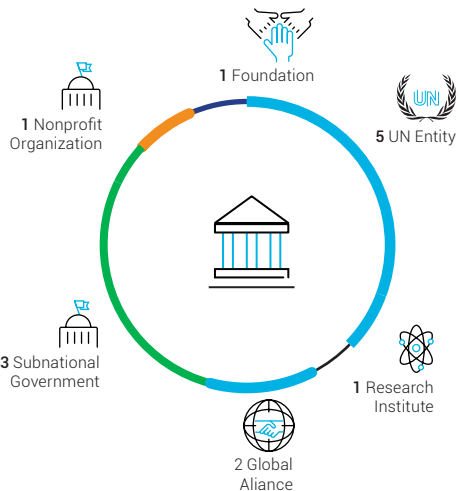 1 Foundation
UN
5 UN Entity
1 Nonprofit
Organization
3 Subnational
Government
1 Research
Institute
2 Global
Aliance